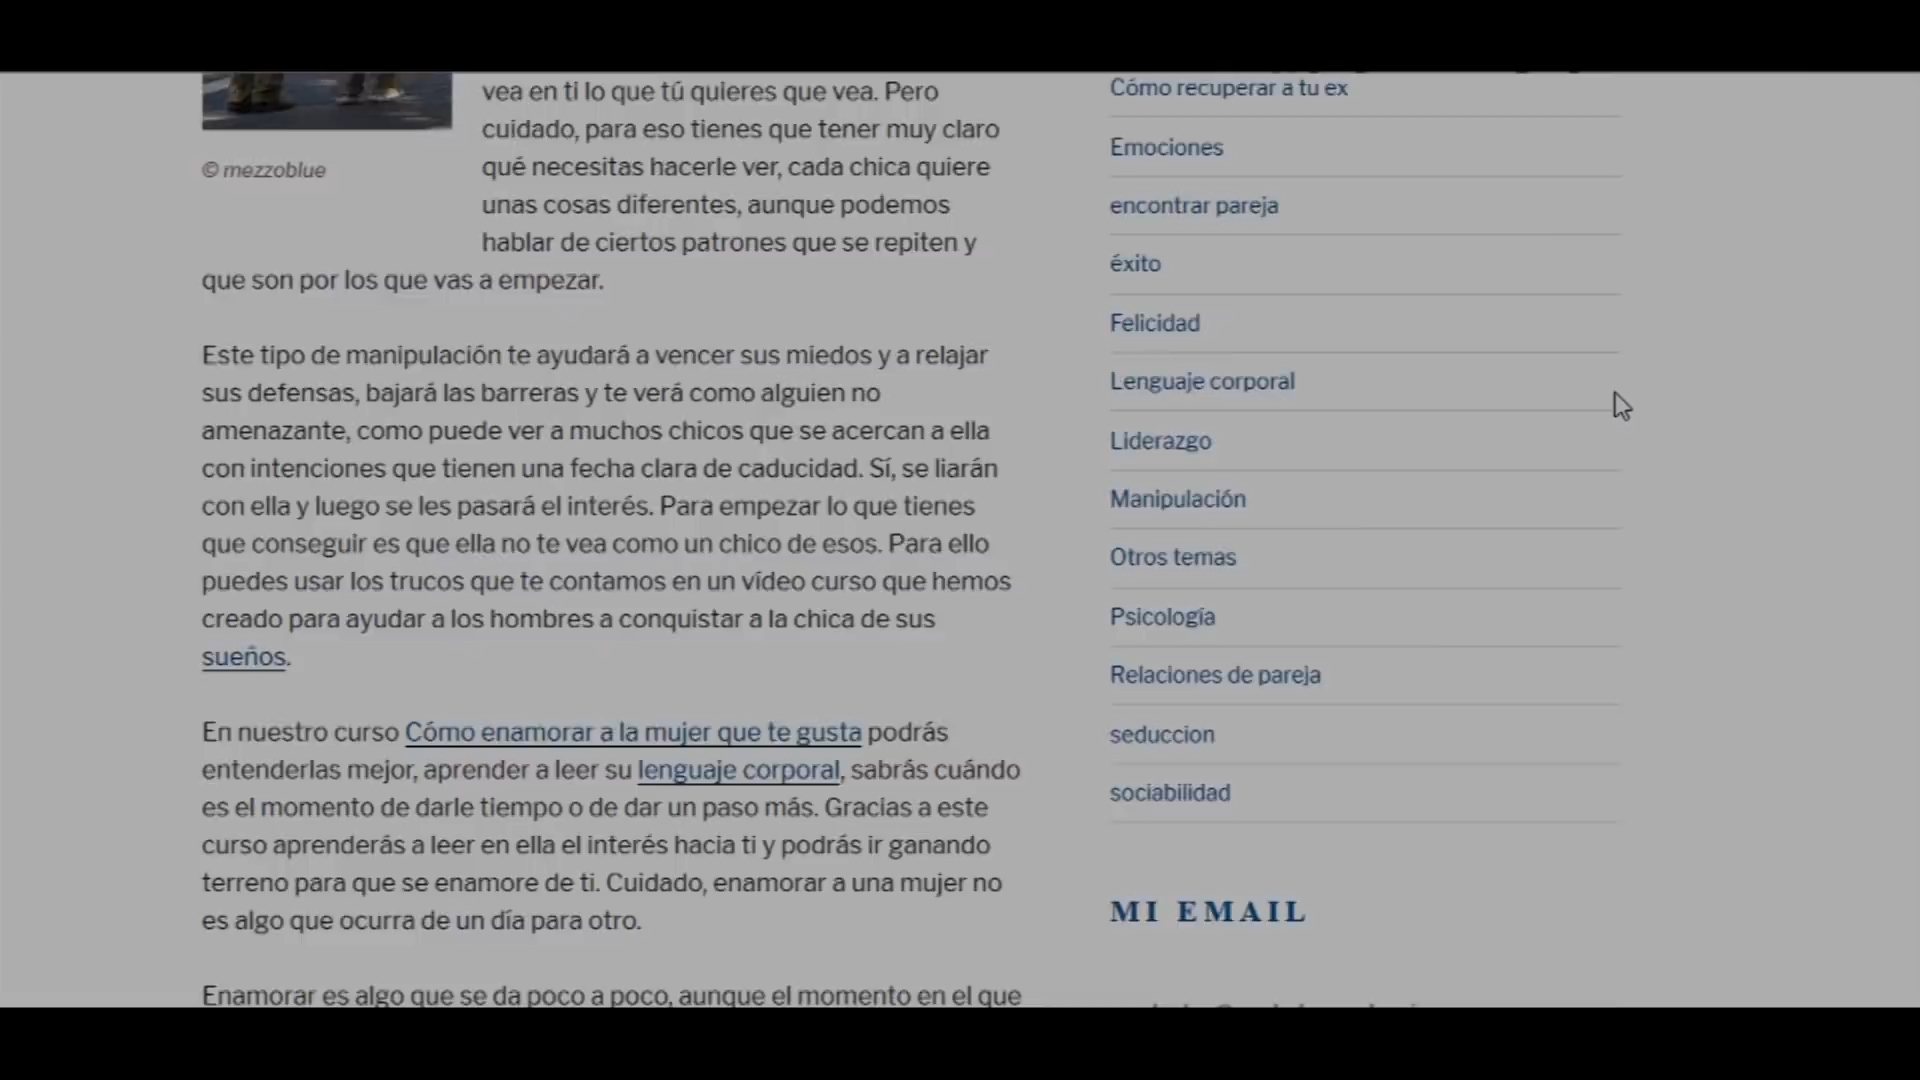 vea en ti lo que tú quieres que vea. Pero
cuidado, para eso tienes que tener muy claro
qué necesitas hacerle ver, cada chica quiere
unas cosas diferentes, aunque podemos
hablar de ciertos patrones que se repiten y
que son por los que vas a empezar.
© mezzoblue
Este tipo de manipulación te ayudará a vencer sus miedos y a relajar
sus defensas, bajará las barreras y te verá como alguien no
amenazante, como puede ver a muchos chicos que se acercan a ella
con intenciones que tienen una fecha clara de caducidad. Sí, se liarán
con ella y luego se les pasará el interés. Para empezar lo que tienes
que conseguir es que ella no te vea como un chico de esos. Para ello
puedes usar los trucos que te contamos en un vídeo curso que hemos
creado para ayudar a los hombres a conquistar a la chica de sus
sueños.
En nuestro curso Cómo enamorar a la mujer que te gusta podrás
entenderlas mejor, aprender a leer su lenguaje corporal, sabrás cuándo
es el momento de darle tiempo o de dar un paso más. Gracias a este
curso aprenderás a leer en ella el interés hacia ti y podrás ir ganando
terreno para que se enamore de ti. Cuidado, enamorar a una mujer no
es algo que ocurra de un día para otro.
Enamorar es algo que se da poco a poco, aunque el momento en el que
Cómo recuperar a tu ex
Emociones
encontrar pareja
éxito
Felicidad
Lenguaje corporal
Liderazgo
Manipulación
Otros temas
Psicología
Relaciones de pareja
seduccion
sociabilidad
MI EMAIL